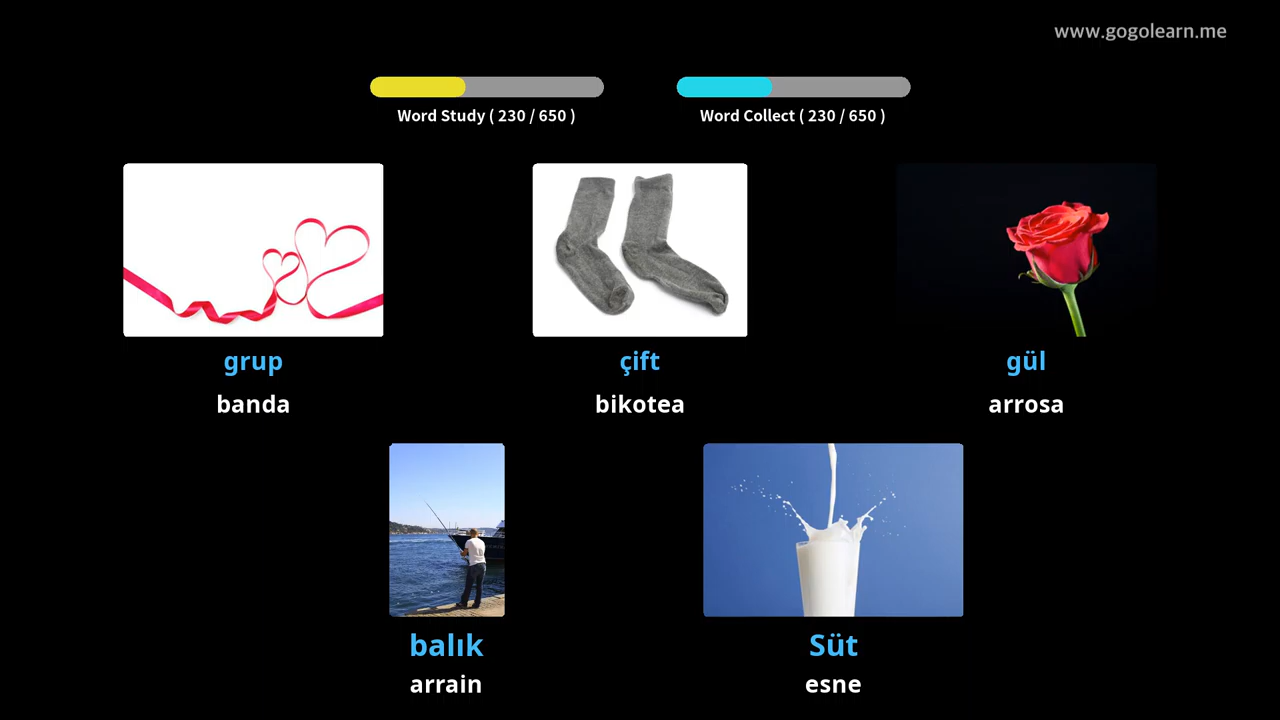 www.gogolearn.me
Word Study ( 230 / 650 )
Word Collect ( 230 / 650 )
grup
çift
gül
banda
bikotea
arrosa
balık
Süt
arrain
esne